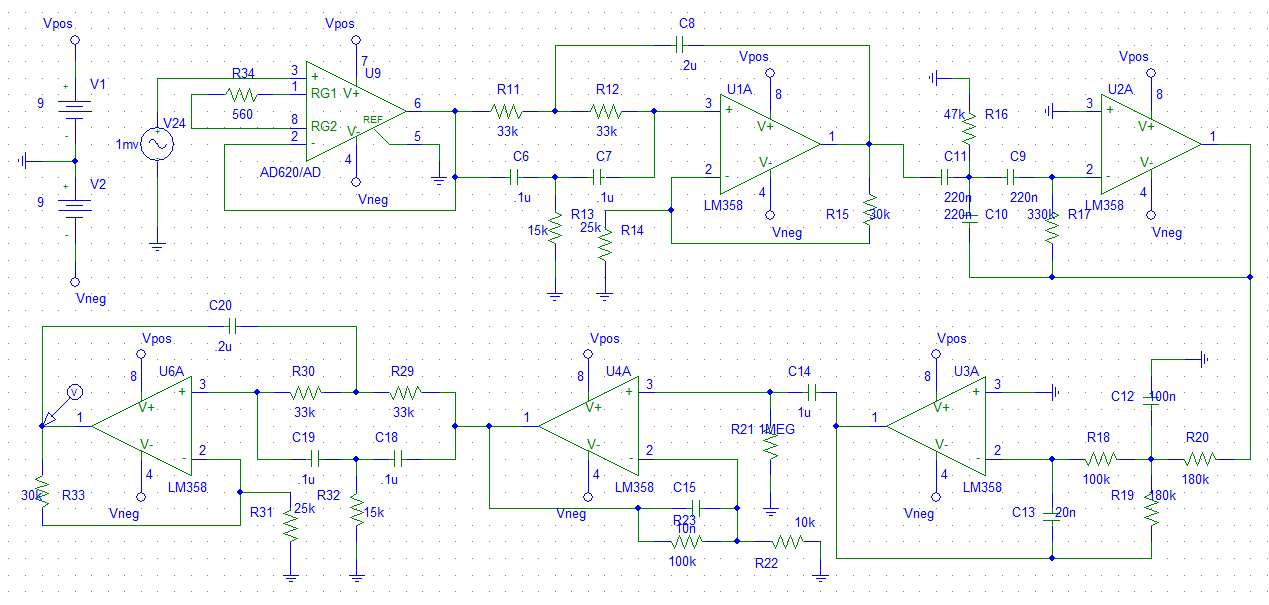 Vpos
V1
9
+
-
V2
9
+
-
Vneg
V24
1mv
+
-
R34
560
Vpos
7
U9
3
+
1
RG1
V+
8
RG2
2
-
V-
REF
6
5
4
AD620/AD
Vneg
R11
33k
R12
33k
C6
.1u
C7
.1u
C8
.2u
R13
15k
25k
R14
Vpos
U1A
8
3
+
V+
2
-
V-
1
4
LM358
Vneg
R15
30k
47k
R16
C11
220n
C9
220n
220n
C10
330k
R17
Vpos
U2A
8
3
+
V+
2
-
V-
1
4
LM358
Vneg
C20
.2u
Vpos
U6A
8
3
+
V+
V
1
2
-
V-
4
LM358
Vneg
30k
R33
R30
33k
R29
33k
C19
.1u
C18
.1u
R31
25k
R32
15k
Vpos
U4A
8
3
+
V+
1
2
-
V-
4
LM358
Vneg
C14
1u
R21
1MEG
C15
10n
R23
100k
10k
R22
Vpos
U3A
8
3
+
V+
1
2
-
V-
4
LM358
Vneg
C12
100n
R18
100k
R20
180k
R19
180k
C13
20n